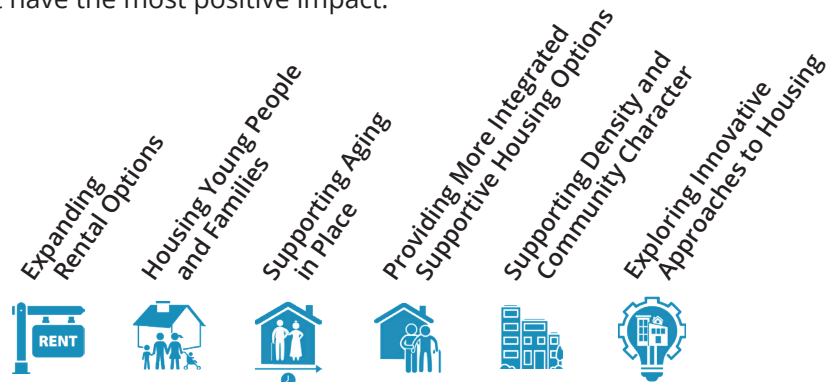 have the most positive impact.
Expanding
Rental Options
Housing Young People
and Families
Supporting Aging
in Place
Providing More Integrated
Supportive Housing Options
Supporting Density and
Community Character
Exploring Innovative
Approaches to Housing
RENT